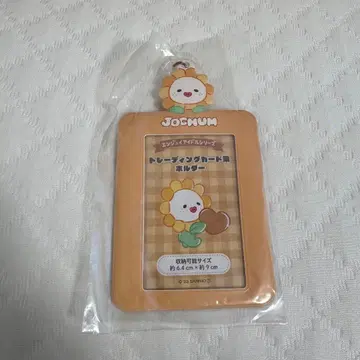 JOCHUM
エンジョイアイドルシリーズ
トレーディングカード用
ホルダー
収納可能サイズ
約6.4cm×約9cm